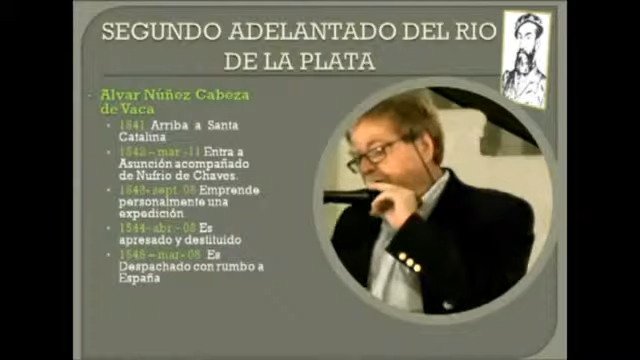 SEGUNDO ADELANTADO DEL RIO
DE LA PLATA
Alvar Núñez Cabeza
de Vaca
1541 Arriba a Santa
Catalina
1542 – mar -11 Entra a
Asunción acompañado
de Nufrio de Chaves.
1543- sept. 08 Emprende
personalmente una
expedición
1544- abr - 08 Es
apresado y destituido
1545 – mar- 08 Es
Despachado con rumbo a
España